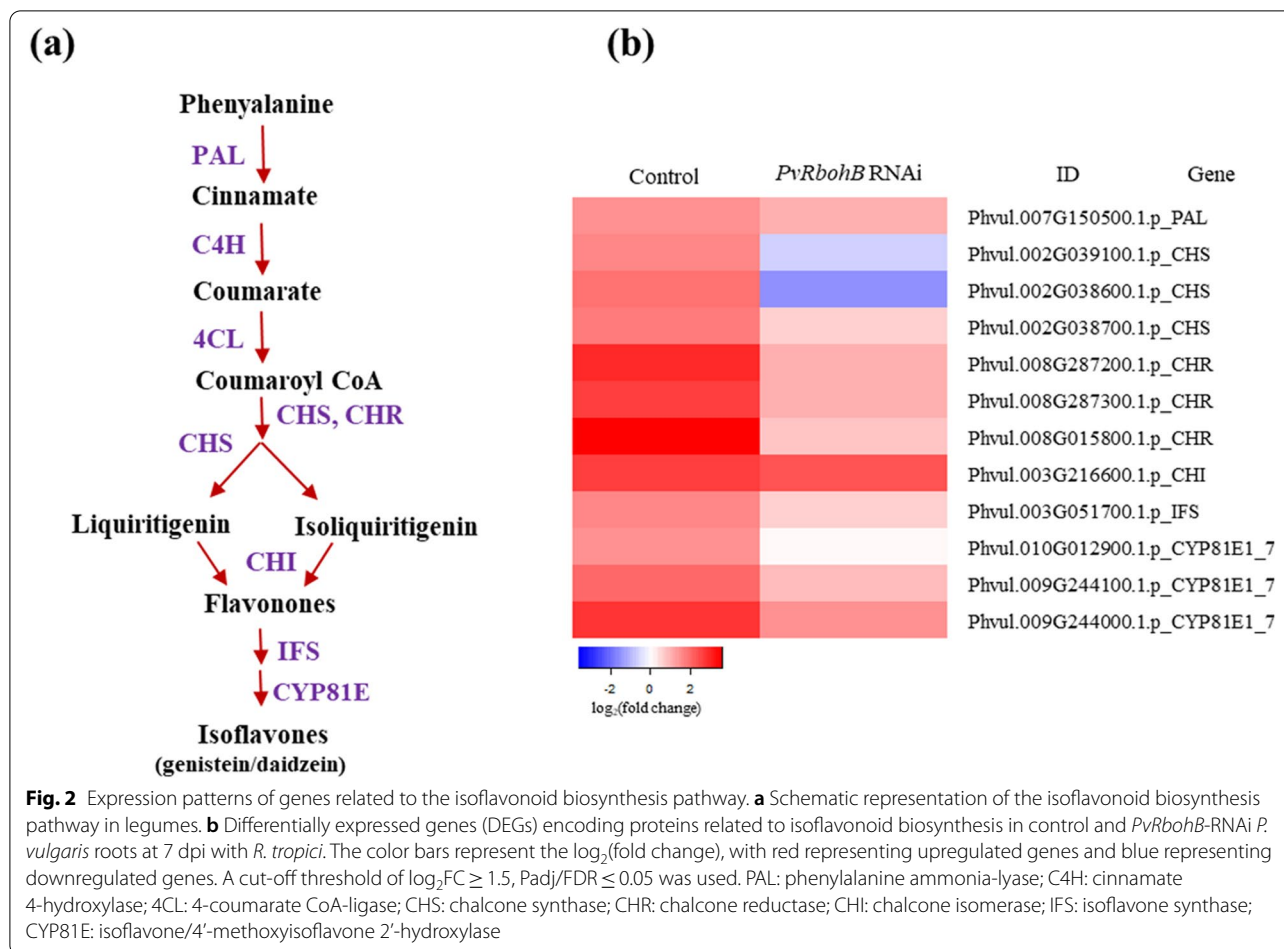 (a)
Phenyalanine
PAL
Cinnamate
C4H
Coumarate
4CL
Coumaroyl CoA
CHS, CHR
CHS
Liquiritigenin Isoliquiritigenin
CHI
Flavonones
IFS
CYP81E
Isoflavones
(genistein/daidzein)
(b)
Control PvRbohB RNAi ID Gene
Phvul.007G150500.1.p_PAL
Phvul.002G039100.1.p_CHS
Phvul.002G038600.1.p_CHS
Phvul.002G038700.1.p_CHS
Phvul.008G287200.1.p_CHR
Phvul.008G287300.1.p_CHR
Phvul.008G015800.1.p_CHR
Phvul.003G216600.1.p_CHI
Phvul.003G051700.1.p_IFS
Phvul.010G012900.1.p_CYP81E1_7
Phvul.009G244100.1.p_CYP81E1_7
Phvul.009G244000.1.p_CYP81E1_7
-2 0 2
log₂(fold change)
Fig. 2 Expression patterns of genes related to the isoflavonoid biosynthesis pathway. a Schematic representation of the isoflavonoid biosynthesis
pathway in legumes. b Differentially expressed genes (DEGs) encoding proteins related to isoflavonoid biosynthesis in control and PvRbohB-RNAi P.
vulgaris roots at 7 dpi with R. tropici. The color bars represent the log₂(fold change), with red representing upregulated genes and blue representing
downregulated genes. A cut-off threshold of log₂FC ≥ 1.5, Padj/FDR ≤ 0.05 was used. PAL: phenylalanine ammonia-lyase; C4H: cinnamate
4-hydroxylase; 4CL: 4-coumarate CoA-ligase; CHS: chalcone synthase; CHR: chalcone reductase; CHI: chalcone isomerase; IFS: isoflavone synthase;
CYP81E: isoflavone/4′-methoxyisoflavone 2′-hydroxylase